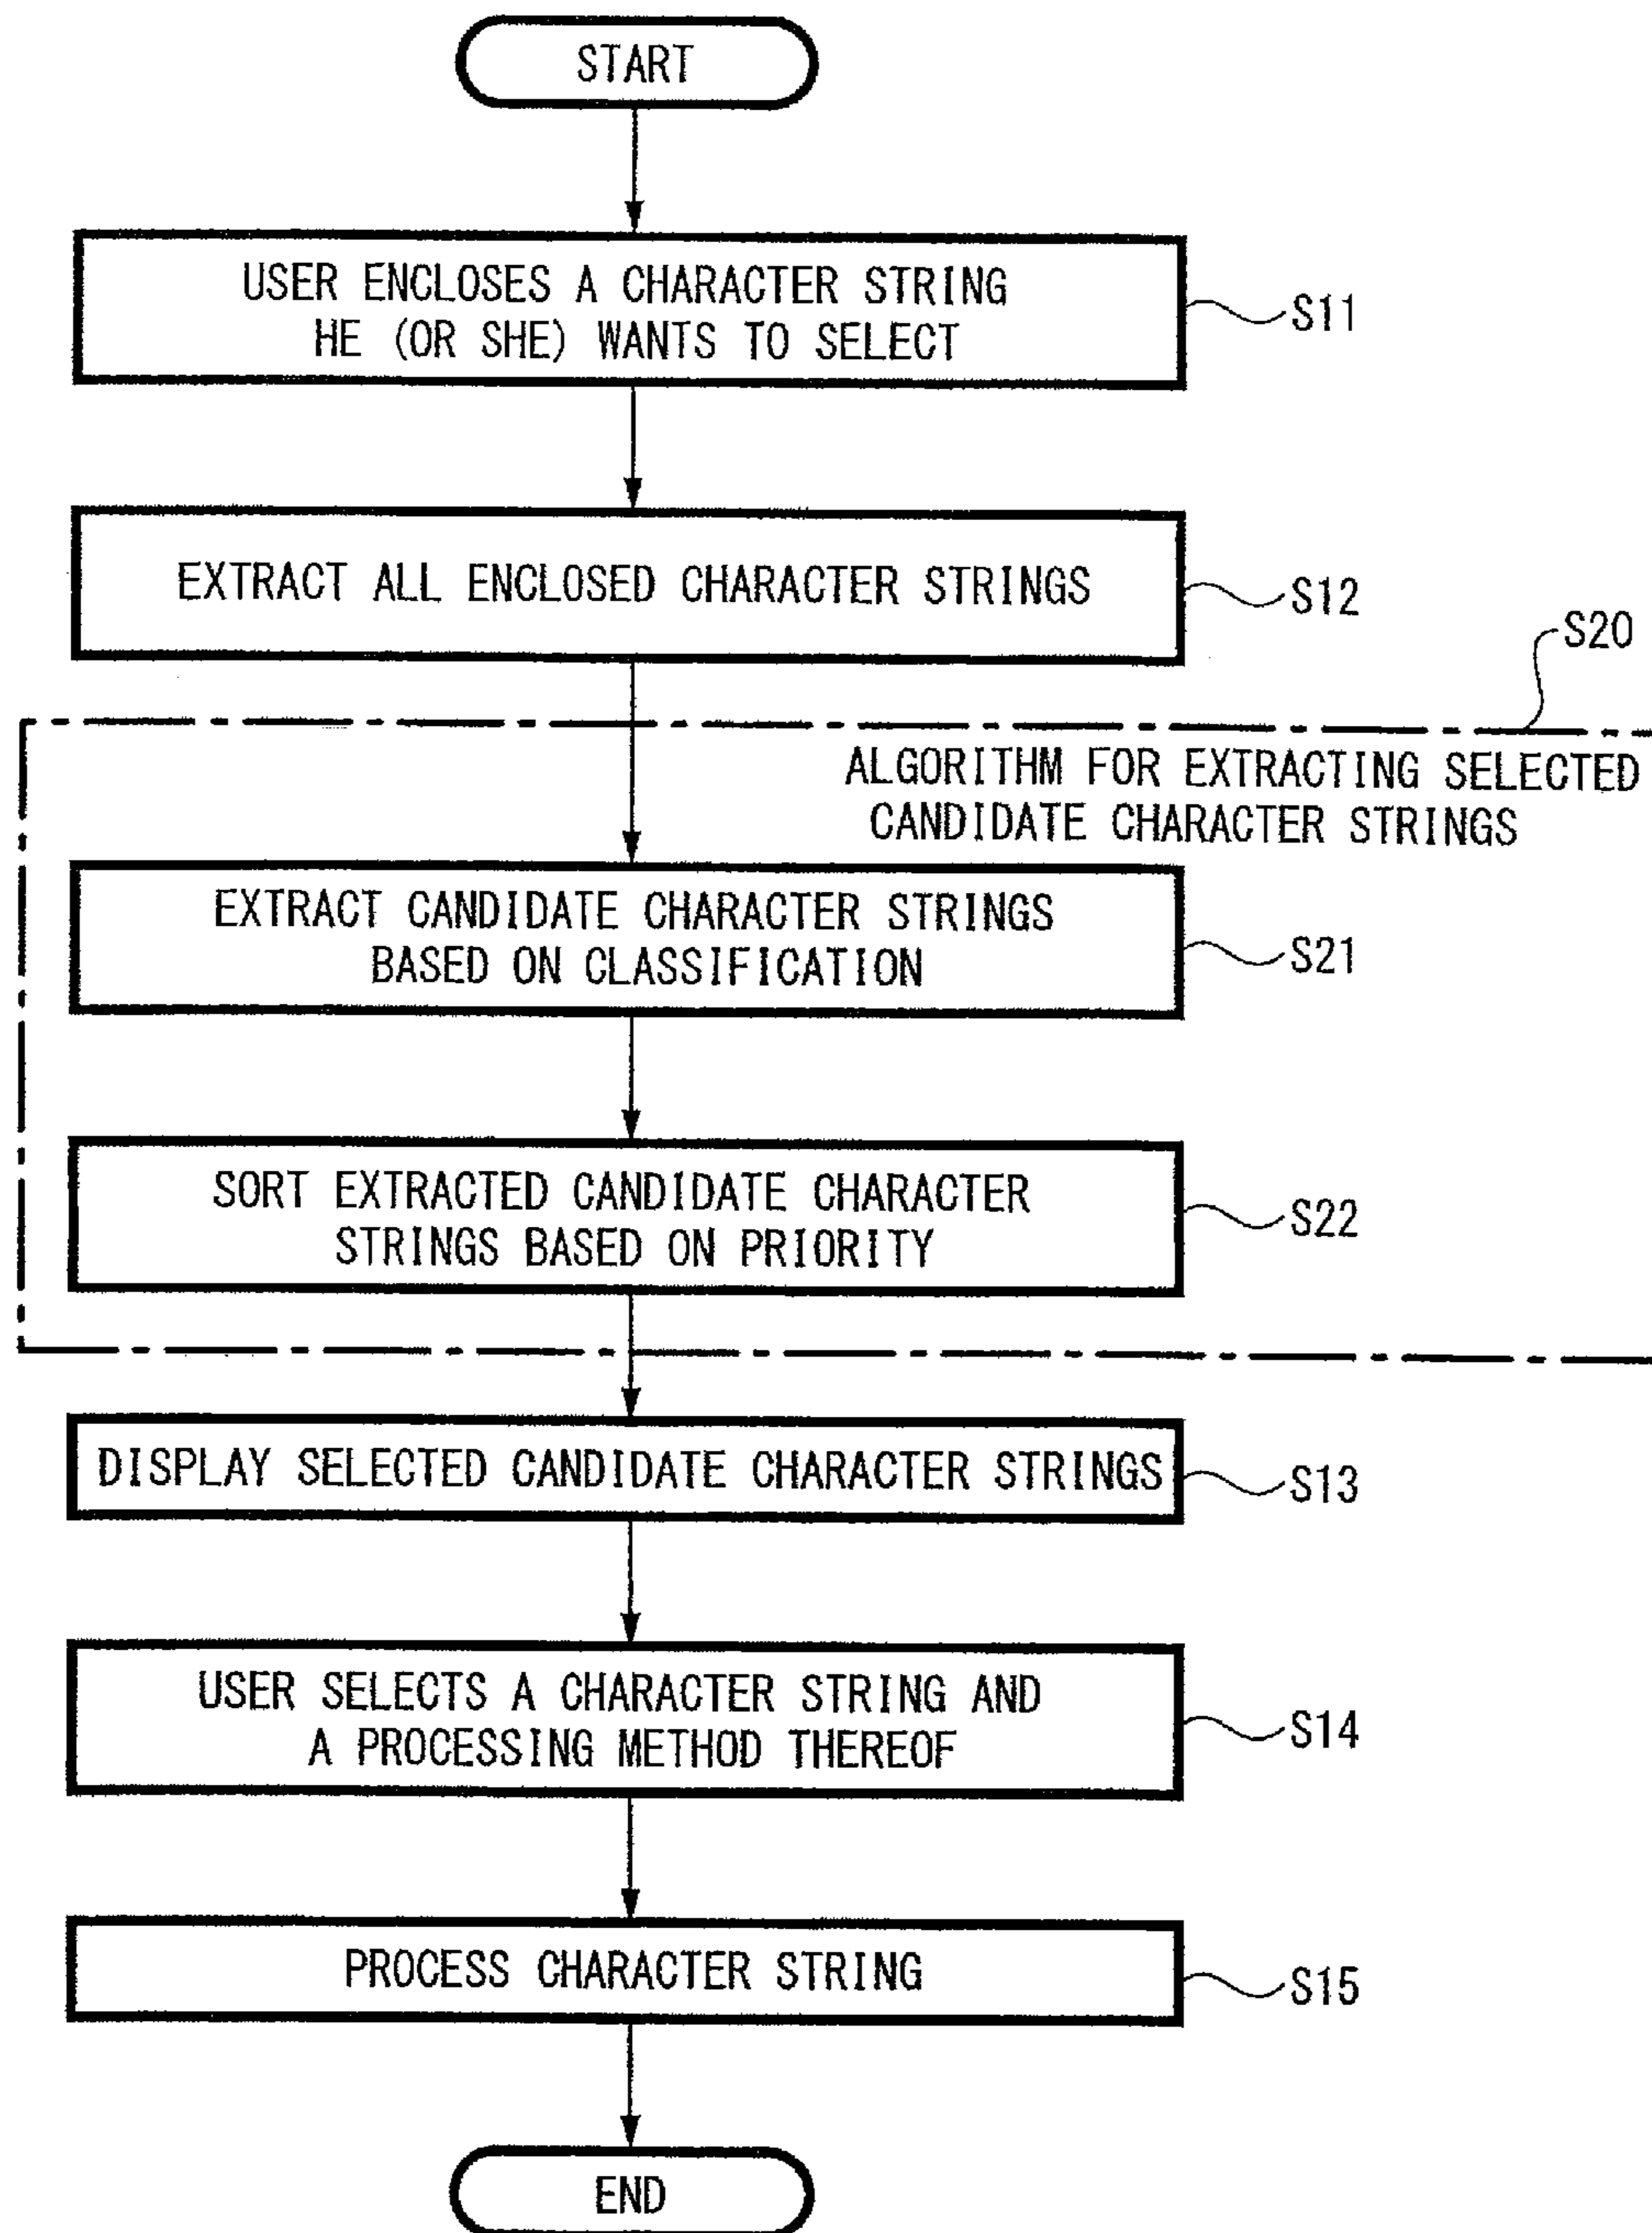 START
USER ENCLOSES A CHARACTER STRING
HE (OR SHE) WANTS TO SELECT
S11
EXTRACT ALL ENCLOSED CHARACTER STRINGS
S12
S20
ALGORITHM FOR EXTRACTING SELECTED
CANDIDATE CHARACTER STRINGS
EXTRACT CANDIDATE CHARACTER STRINGS
BASED ON CLASSIFICATION
S21
SORT EXTRACTED CANDIDATE CHARACTER
STRINGS BASED ON PRIORITY
S22
DISPLAY SELECTED CANDIDATE CHARACTER STRINGS
S13
USER SELECTS A CHARACTER STRING AND
A PROCESSING METHOD THEREOF
S14
PROCESS CHARACTER STRING
S15
END